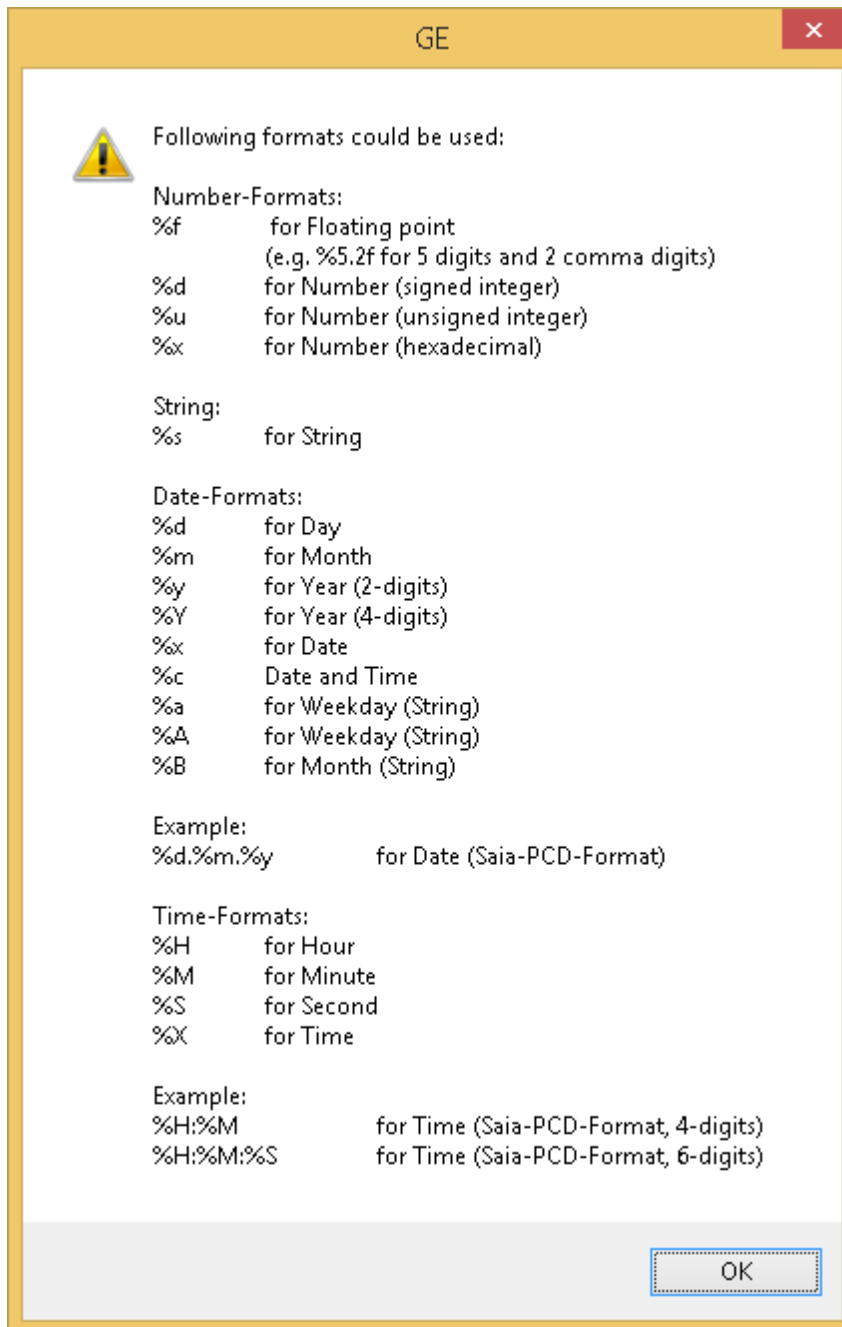 GE
Following formats could be used:
Number-Formats:
%f for Floating point
(e.g. %5.2f for 5 digits and 2 comma digits)
%d for Number (signed integer)
%u for Number (unsigned integer)
%x for Number (hexadecimal)
String:
%s for String
Date-Formats:
%d for Day
%m for Month
%y for Year (2-digits)
%Y for Year (4-digits)
%x for Date
%c Date and Time
%a for Weekday (String)
%A for Weekday (String)
%B for Month (String)
Example:
%d.%m.%y for Date (Saia-PCD-Format)
Time-Formats:
%H for Hour
%M for Minute
%S for Second
%X for Time
Example:
%H:%M for Time (Saia-PCD-Format, 4-digits)
%H:%M:%S for Time (Saia-PCD-Format, 6-digits)
OK